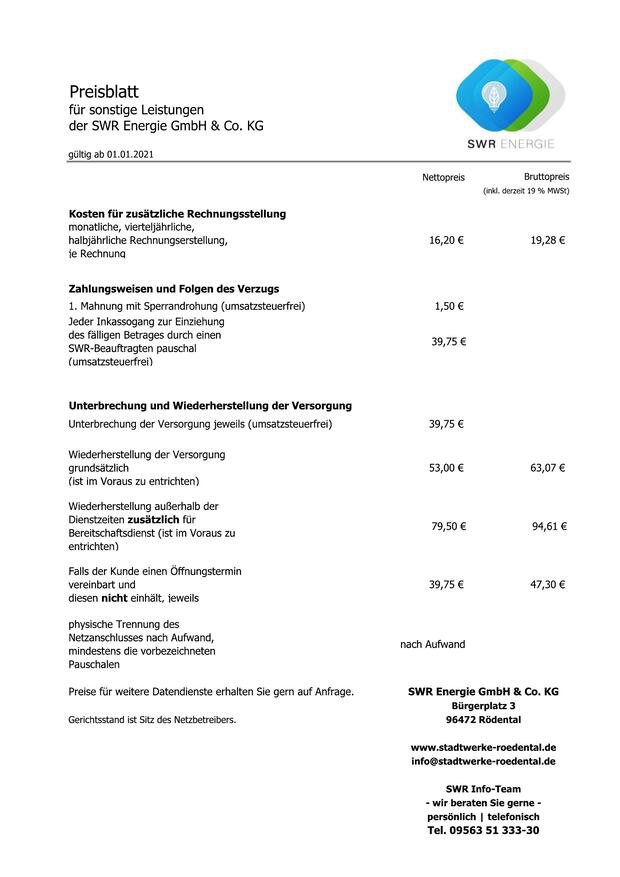 Preisblatt
für sonstige Leistungen
der SWR Energie GmbH & Co. KG
gültig ab 01.01.2021
SWR ENERGIE
Nettopreis Bruttopreis
(inkl. derzeit 19 % MWSt)
Kosten für zusätzliche Rechnungsstellung
monatliche, vierteljährliche,
halbjährliche Rechnungserstellung, 16,20 € 19,28 €
je Rechnung
Zahlungsweisen und Folgen des Verzugs
1. Mahnung mit Sperrandrohung (umsatzsteuerfrei) 1,50 €
Jeder Inkassogang zur Einziehung
des fälligen Betrages durch einen
SWR-Beauftragten pauschal 39,75 €
(umsatzsteuerfrei)
Unterbrechung und Wiederherstellung der Versorgung
Unterbrechung der Versorgung jeweils (umsatzsteuerfrei) 39,75 €
Wiederherstellung der Versorgung
grundsätzlich 53,00 € 63,07 €
(ist im Voraus zu entrichten)
Wiederherstellung außerhalb der
Dienstzeiten zusätzlich für
Bereitschaftsdienst (ist im Voraus zu 79,50 € 94,61 €
entrichten)
Falls der Kunde einen Öffnungstermin
vereinbart und 39,75 € 47,30 €
diesen nicht einhält, jeweils
physische Trennung des
Netzanschlusses nach Aufwand,
mindestens die vorbezeichneten nach Aufwand
Pauschalen
Preise für weitere Datendienste erhalten Sie gern auf Anfrage.
Gerichtsstand ist Sitz des Netzbetreibers.
SWR Energie GmbH & Co. KG
Bürgerplatz 3
96472 Rödental
www.stadtwerke-roedental.de
info@stadtwerke-roedental.de
SWR Info-Team
- wir beraten Sie gerne -
persönlich | telefonisch
Tel. 09563 51 333-30